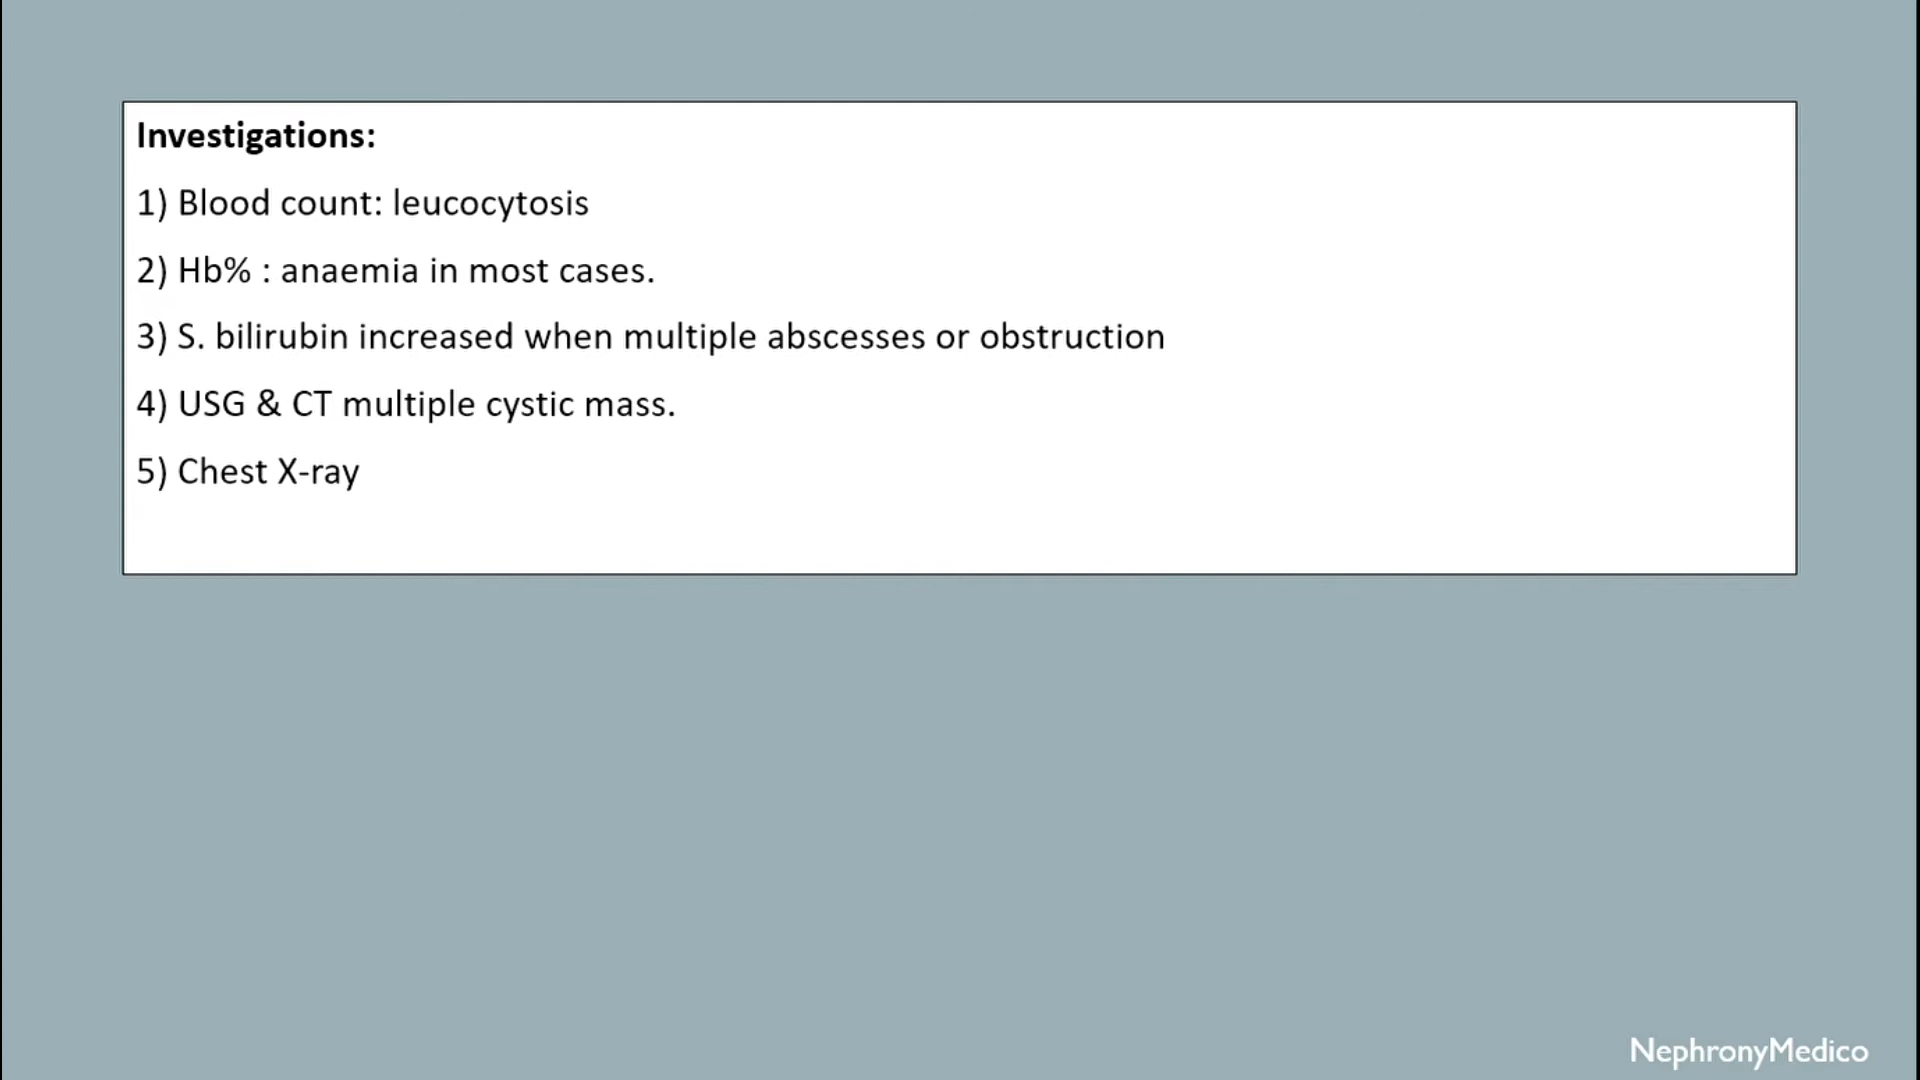 Investigations:
1) Blood count: leucocytosis
2) Hb% : anaemia in most cases.
3) S. bilirubin increased when multiple abscesses or obstruction
4) USG & CT multiple cystic mass.
5) Chest X-ray
NephronyMedico